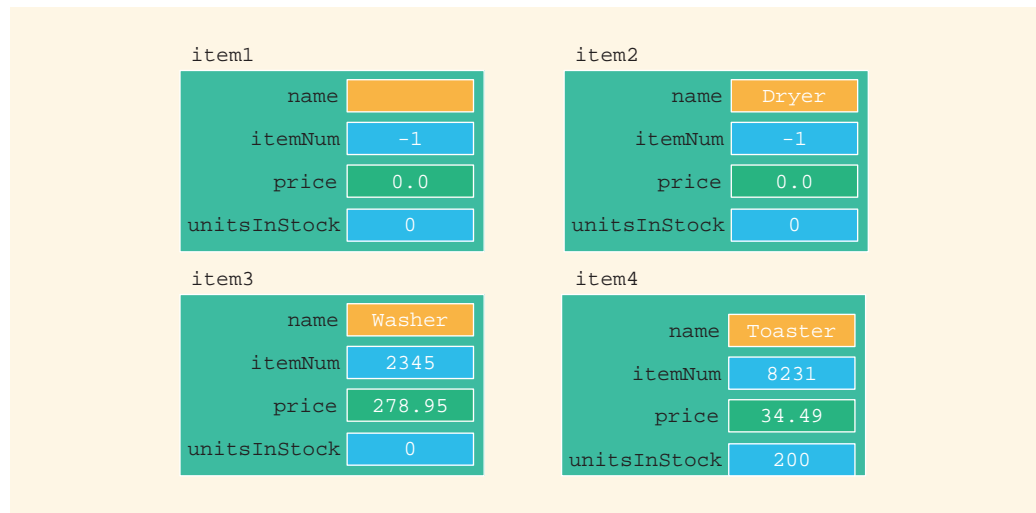 item1
name
itemNum -1
price 0.0
unitsInStock 0
item2
name Dryer
itemNum -1
price 0.0
unitsInStock 0
item3
name Washer
itemNum 2345
price 278.95
unitsInStock 0
item4
name Toaster
itemNum 8231
price 34.49
unitsInStock 200